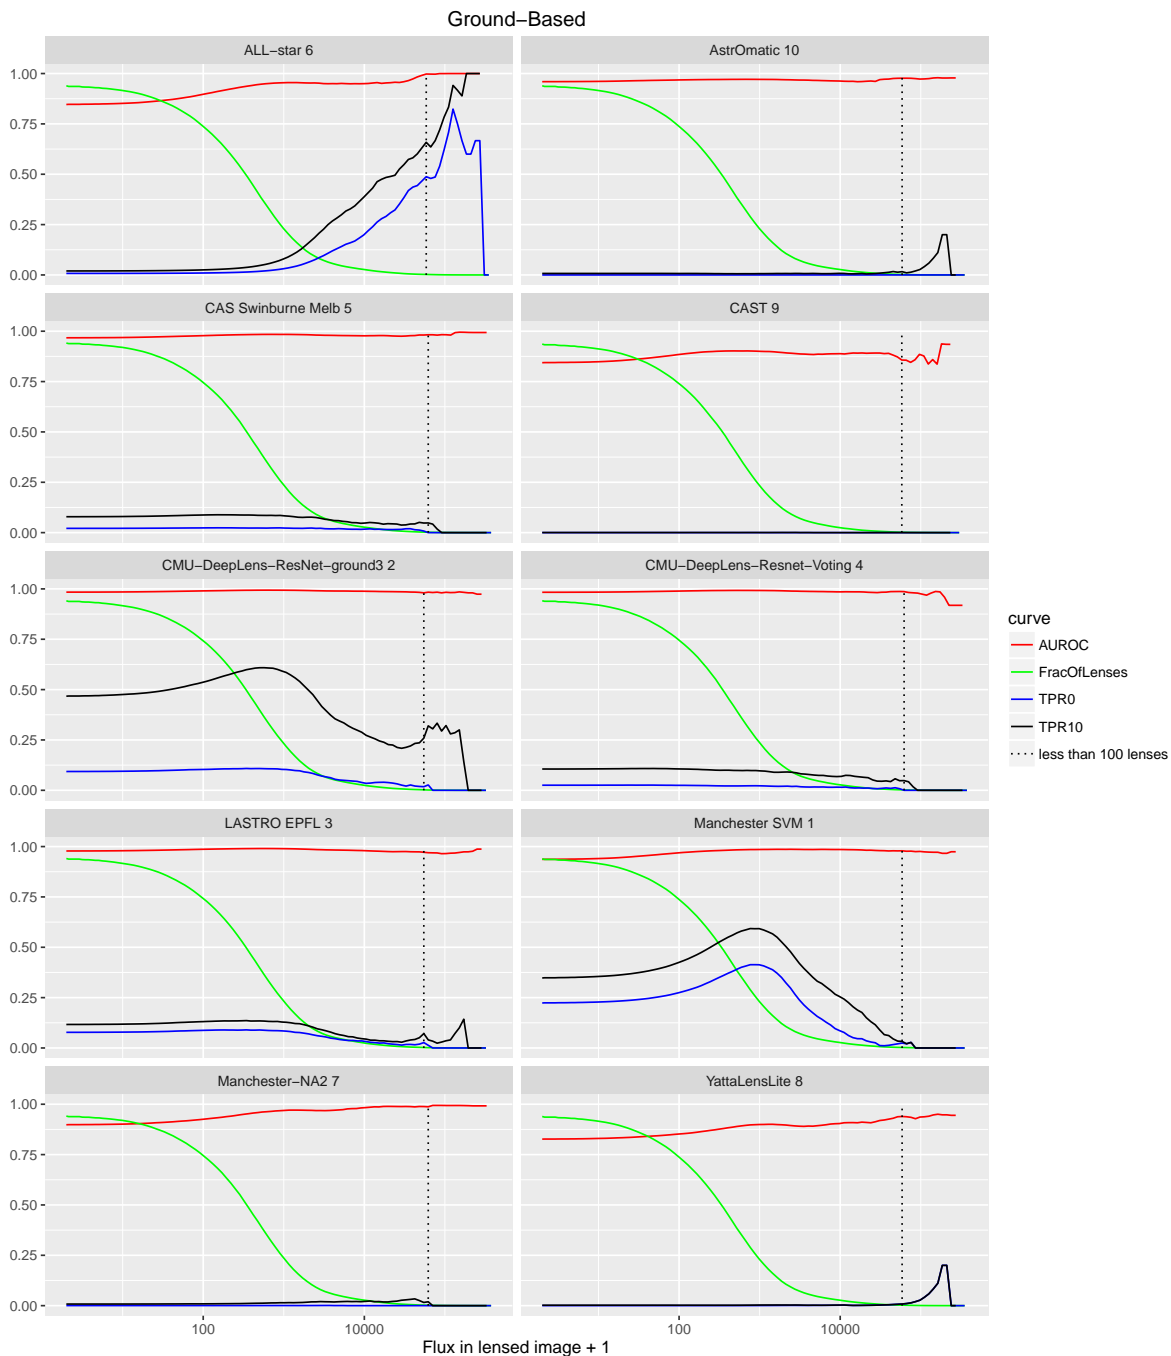 Ground−Based
ALL−star 6
AstrOmatic 10
1.00
0.75
0.50
0.25
0.00
CAS Swinburne Melb 5
CAST 9
1.00
0.75
0.50
0.25
0.00
CMU−DeepLens−ResNet−ground3 2
CMU−DeepLens−Resnet−Voting 4
1.00
0.75
0.50
0.25
0.00
LASTRO EPFL 3
Manchester SVM 1
1.00
0.75
0.50
0.25
0.00
Manchester−NA2 7
YattaLensLite 8
1.00
0.75
0.50
0.25
0.00
100
10000
100
10000
Flux in lensed image + 1
curve
AUROC
FracOfLenses
TPR0
TPR10
less than 100 lenses